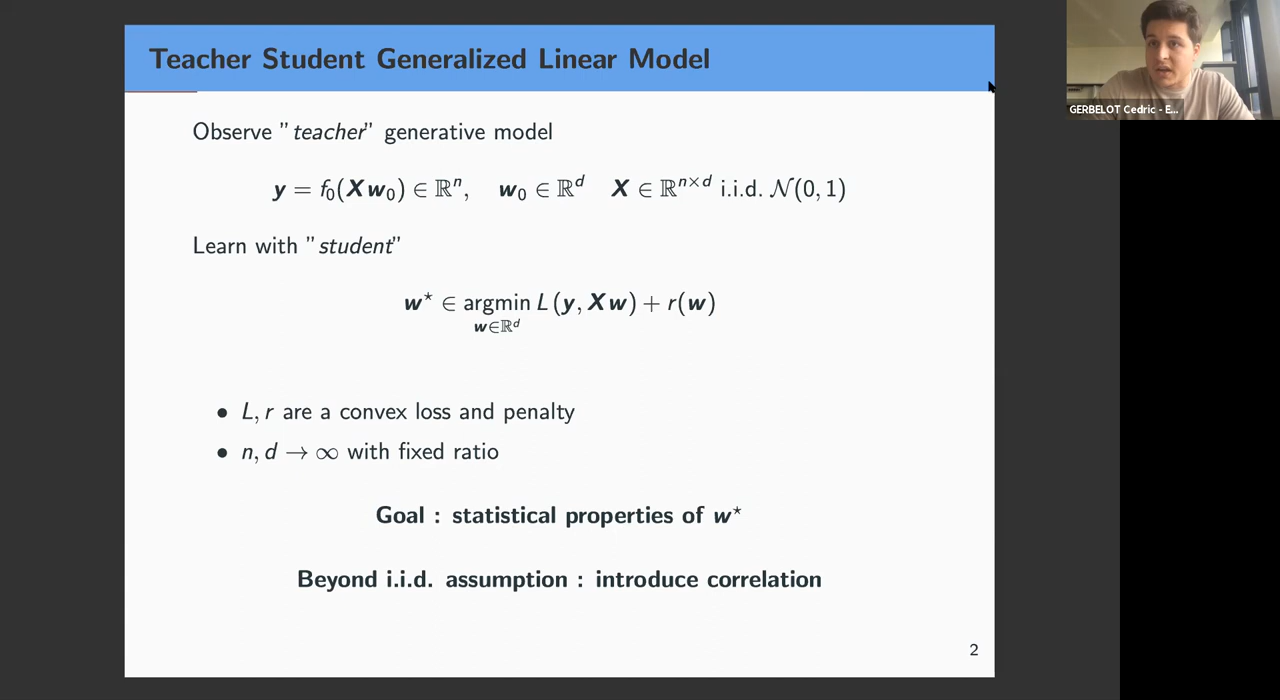 Teacher Student Generalized Linear Model
GERBELOT Cedric - E...
Observe "teacher" generative model
y = f₀(Xw₀) ∈ ℝⁿ, w₀ ∈ ℝᵈ X ∈ ℝⁿˣᵈ i.i.d. 𝒩(0, 1)
Learn with "student"
w* ∈ argmin L(y, Xw) + r(w)
w∈ℝᵈ
• L, r are a convex loss and penalty
• n, d → ∞ with fixed ratio
Goal : statistical properties of w*
Beyond i.i.d. assumption : introduce correlation
2